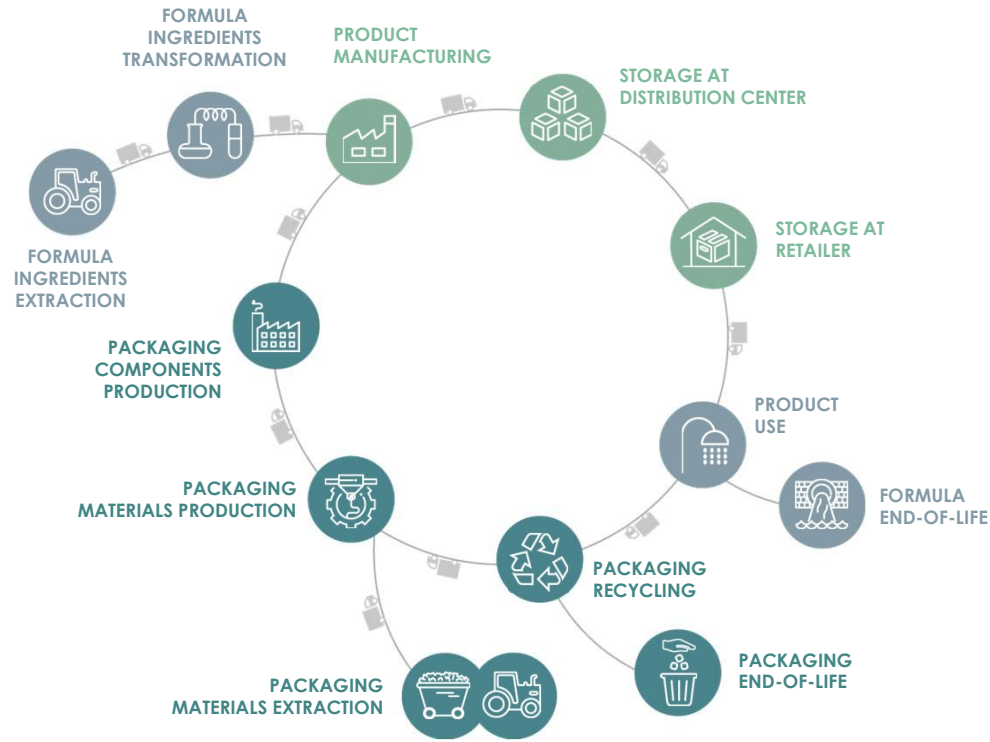 FORMULA
INGREDIENTS
TRANSFORMATION
PRODUCT
MANUFACTURING
STORAGE AT
DISTRIBUTION CENTER
STORAGE AT
RETAILER
FORMULA
INGREDIENTS
EXTRACTION
PACKAGING
COMPONENTS
PRODUCTION
PRODUCT
USE
PACKAGING
MATERIALS PRODUCTION
FORMULA
END-OF-LIFE
PACKAGING
RECYCLING
PACKAGING
END-OF-LIFE
PACKAGING
MATERIALS EXTRACTION